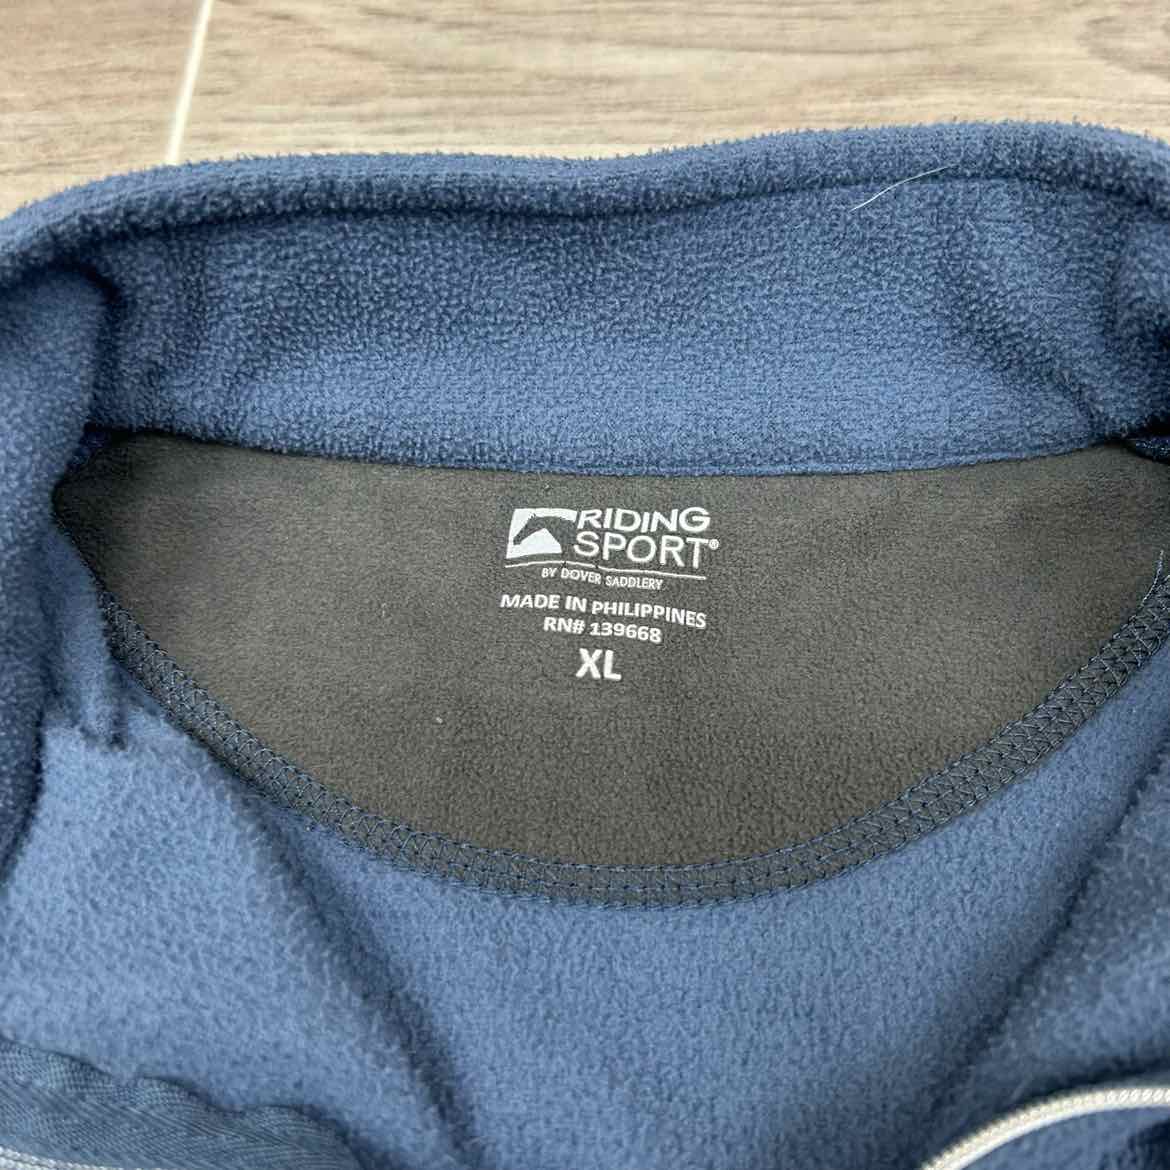 RIDING
SPORT®
BY DOVER SADDLERY
MADE IN PHILIPPINES
RN# 139668
XL